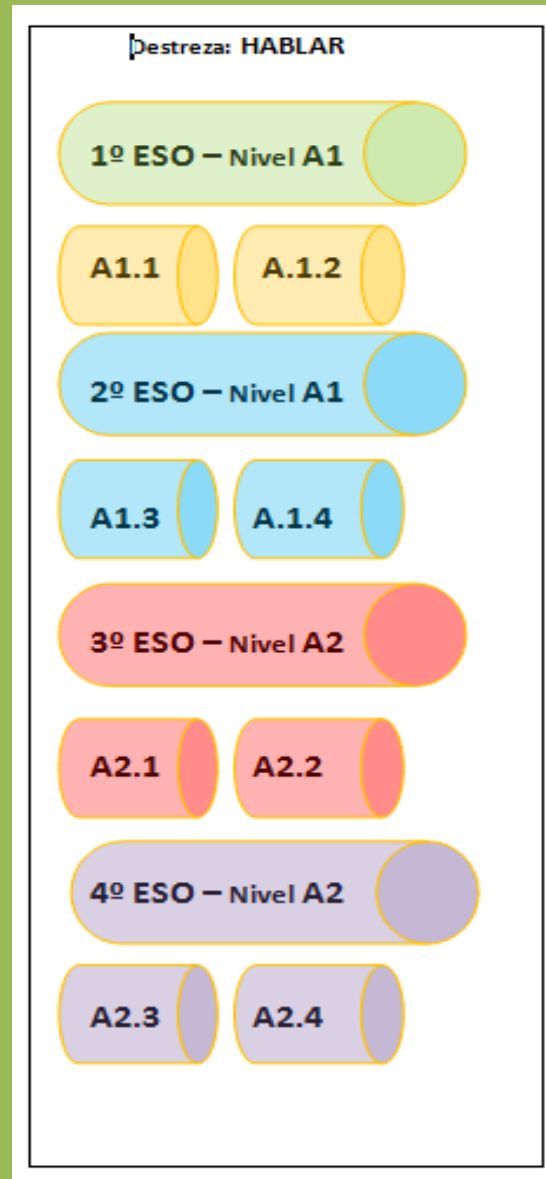 Destreza: HABLAR
1º ESO – Nivel A1
A1.1 A.1.2
2º ESO – Nivel A1
A1.3 A.1.4
3º ESO – Nivel A2
A2.1 A2.2
4º ESO – Nivel A2
A2.3 A2.4